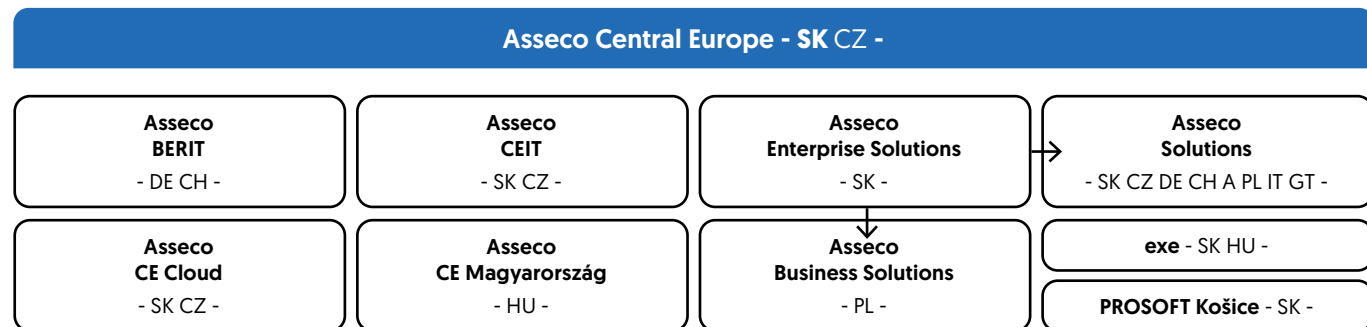 Asseco Central Europe - SK CZ -
Asseco
BERIT
- DE CH -
Asseco
CEIT
- SK CZ -
Asseco
Enterprise Solutions
- SK -
Asseco
Solutions
- SK CZ DE CH A PL IT GT -
Asseco
CE Cloud
- SK CZ -
Asseco
CE Magyarország
- HU -
Asseco
Business Solutions
- PL -
exe - SK HU -
PROSOFT Košice - SK -